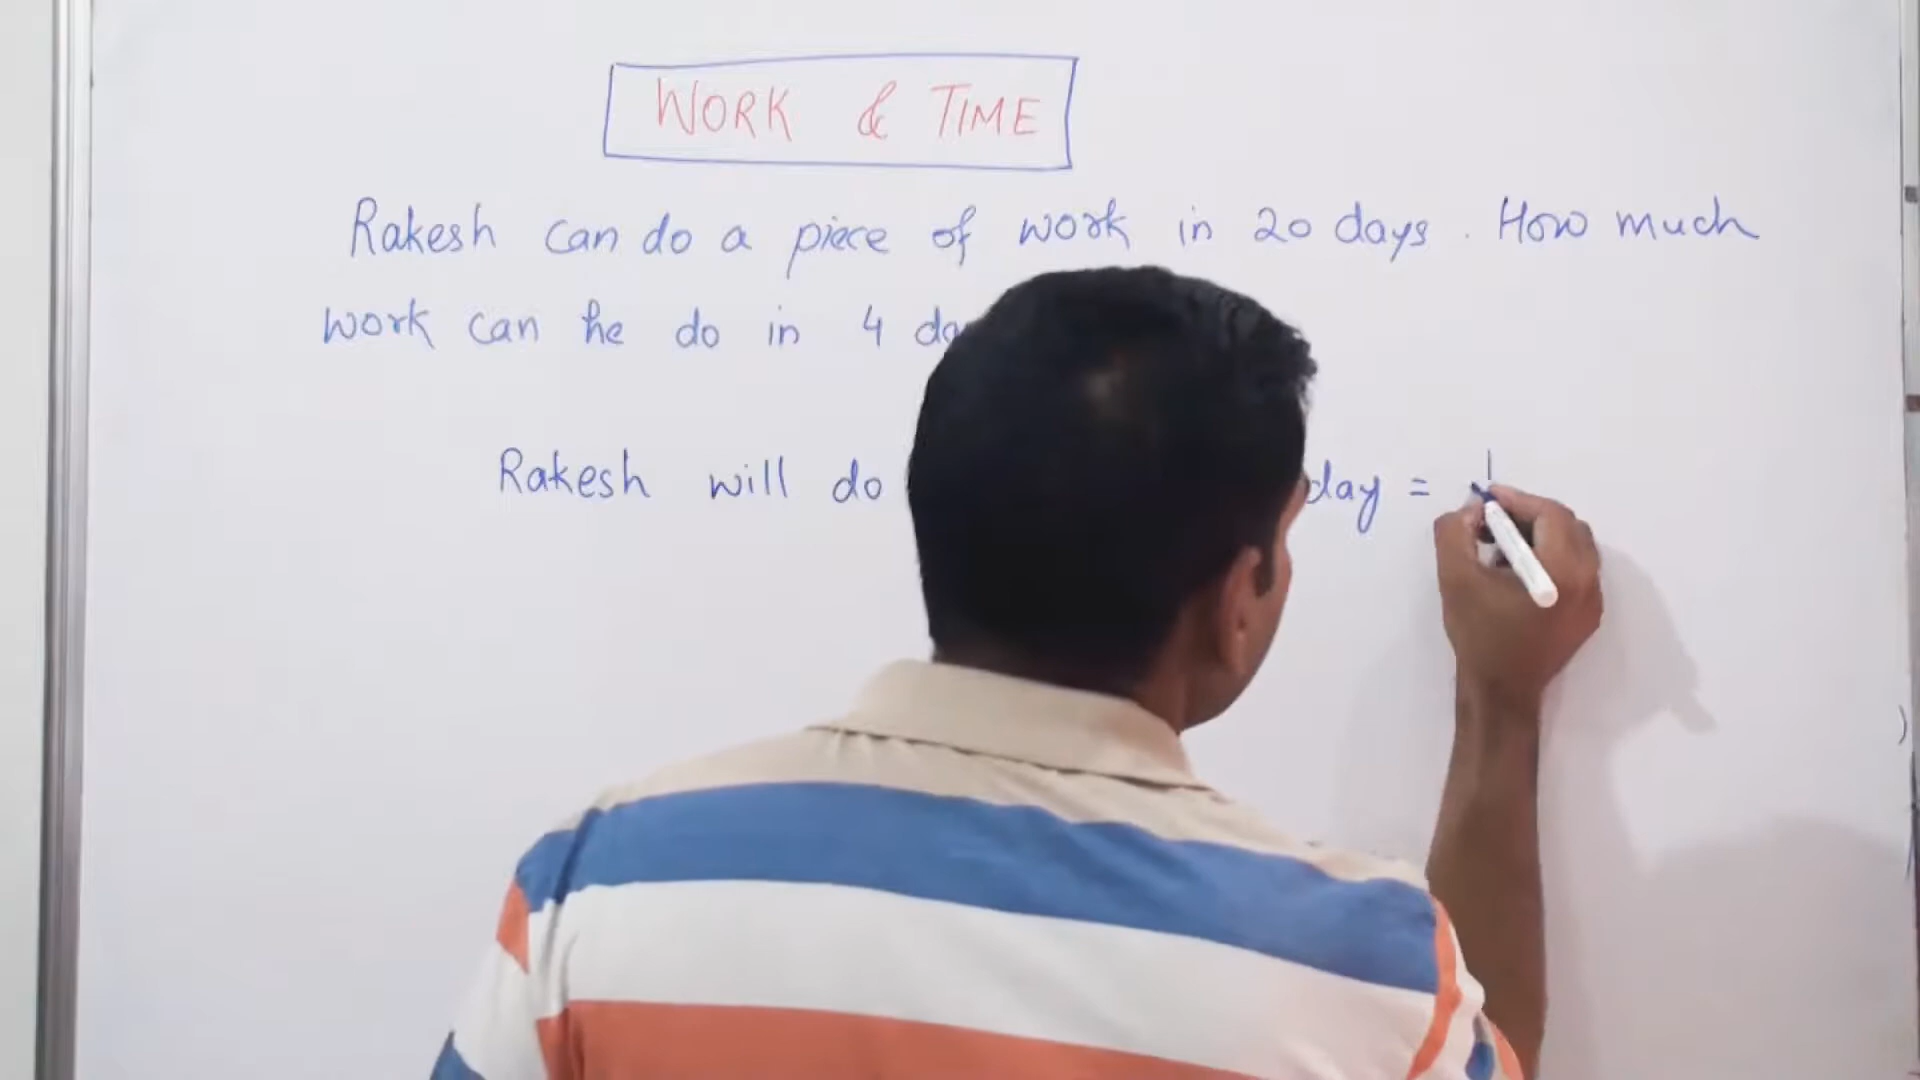 WORK & TIME
Rakesh can do a piece of work in 20 days. How much
work can he do in 4
Rakesh will do day = 1